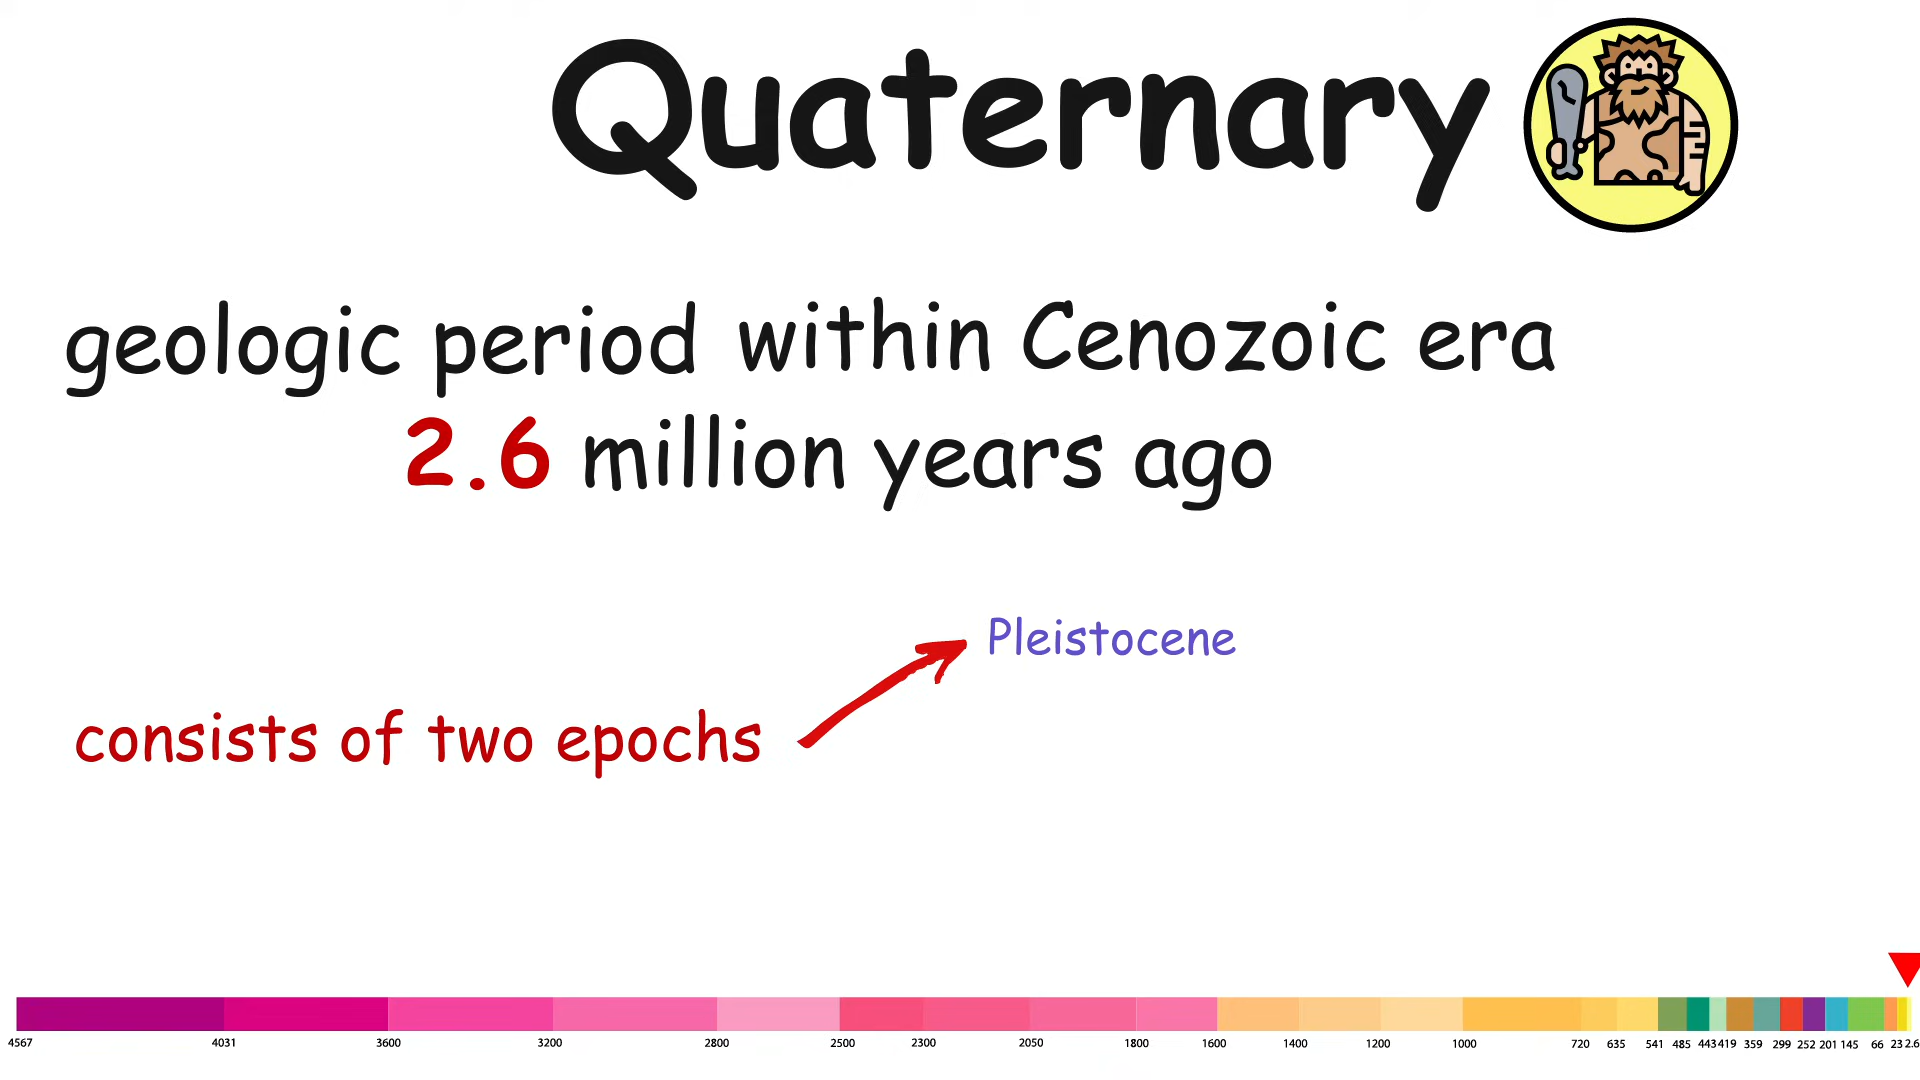 Quaternary
geologic period within Cenozoic era
2.6 million years ago
Pleistocene
consists of two epochs
4567 4031 3600 3200 2800 2500 2300 2050 1800 1600 1400 1200 1000 720 635 541 485 443 419 359 299 252 201 145 66 23 2.6